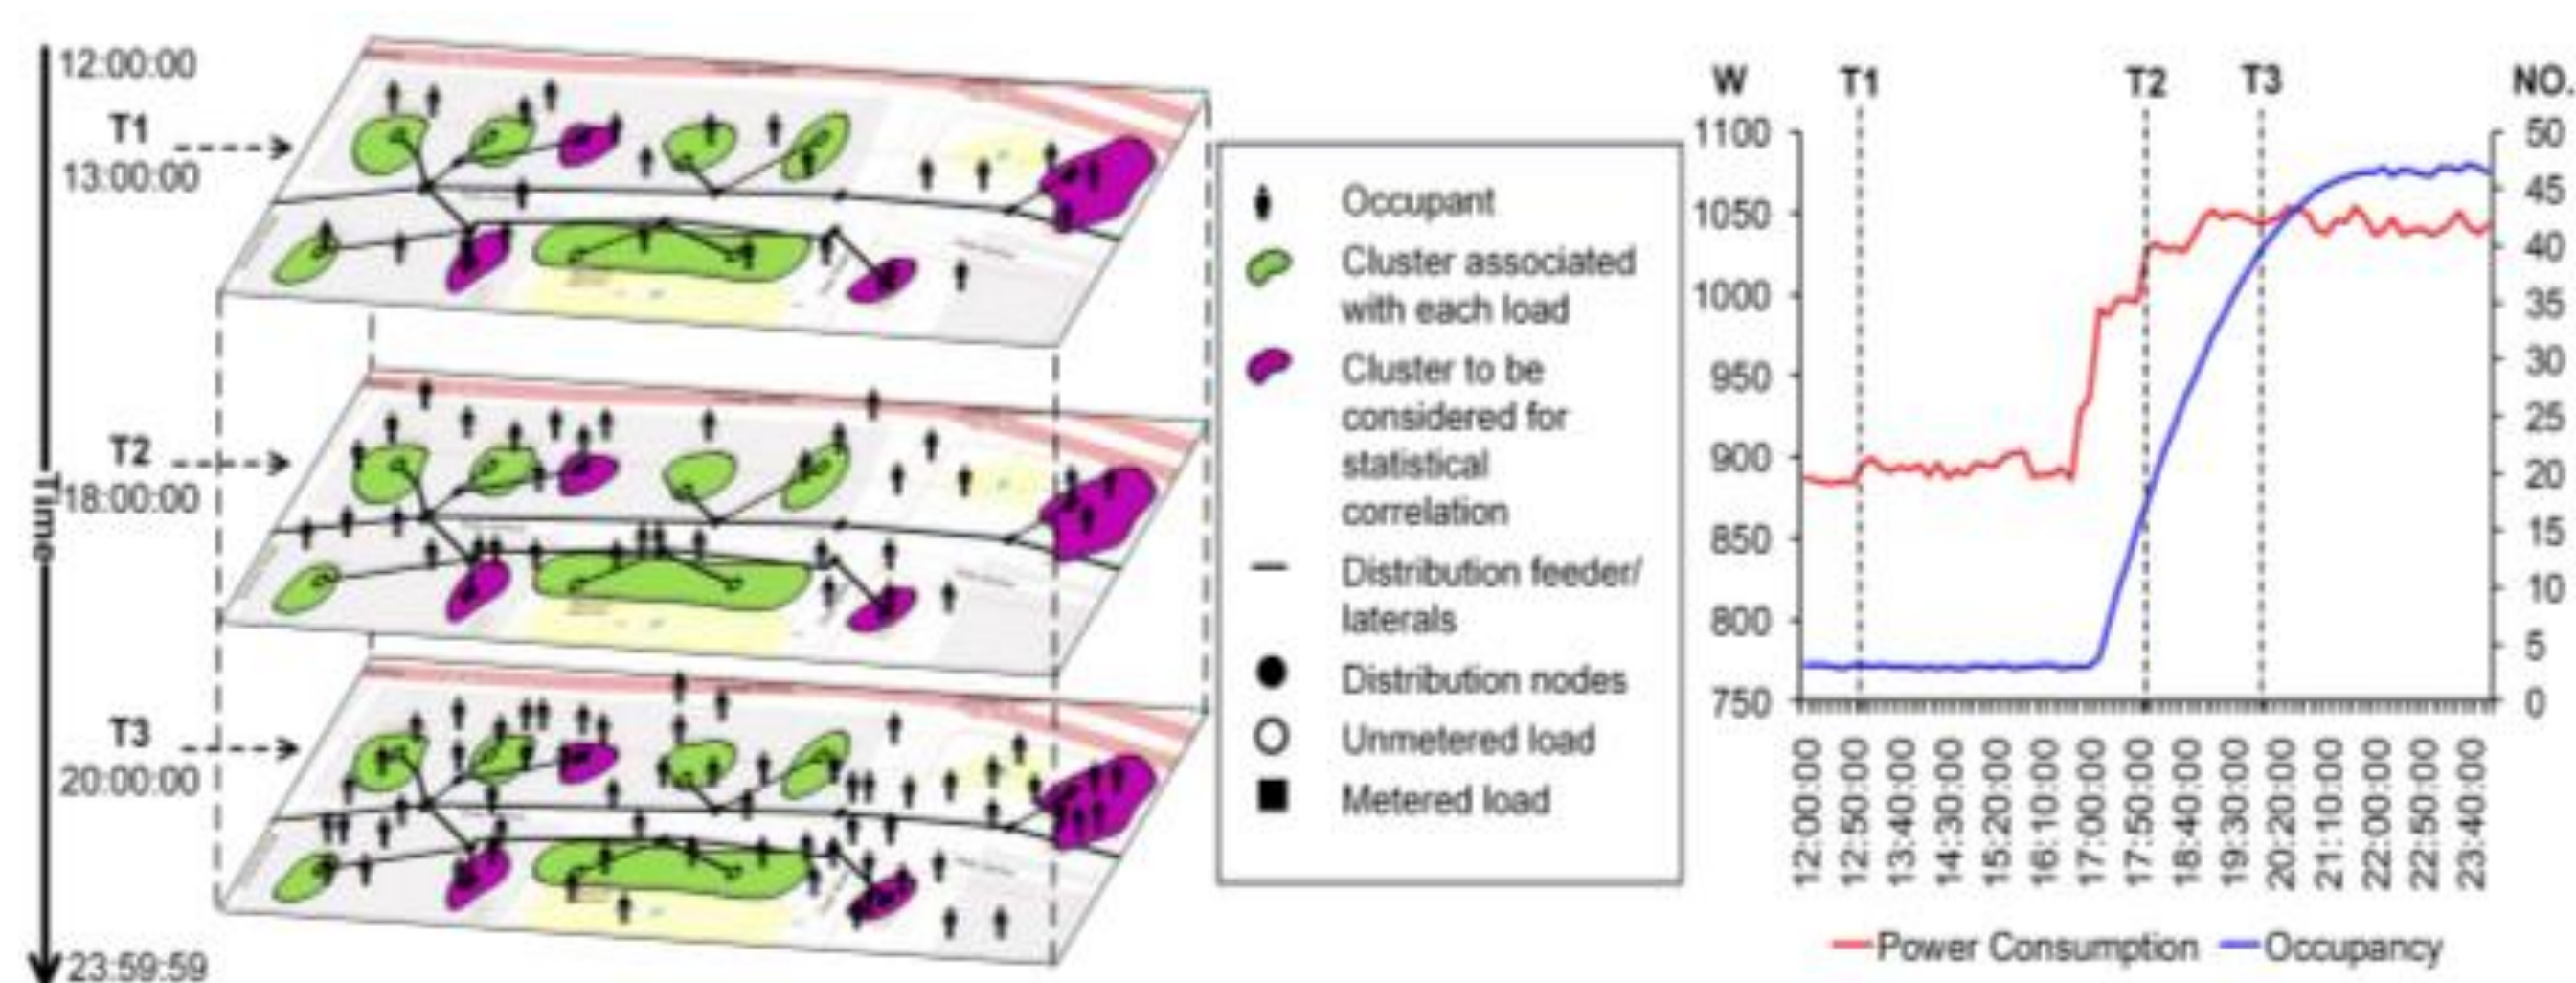 12:00:00
T1
13:00:00
T2
18:00:00
Time
T3
20:00:00
23:59:59
Occupant
Cluster associated
with each load
Cluster to be
considered for
statistical
correlation
Distribution feeder/
laterals
Distribution nodes
Unmetered load
Metered load
W
T1
T2
T3
NO.
1100
1050
1000
950
900
850
800
750
50
45
40
35
30
25
20
15
10
5
0
12:00:00
12:50:00
13:40:00
14:30:00
15:20:00
16:10:00
17:00:00
17:50:00
18:40:00
19:30:00
20:20:00
21:10:00
22:00:00
22:50:00
23:40:00
Power Consumption
Occupancy